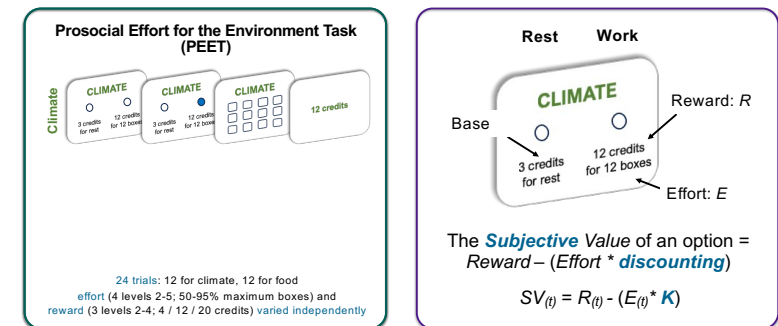 Prosocial Effort for the Environment Task
(PEET)
Climate
CLIMATE
3 credits
for rest
12 credits
for 12 boxes
CLIMATE
3 credits
for rest
12 credits
for 12 boxes
CLIMATE
12 credits
24 trials: 12 for climate, 12 for food
effort (4 levels 2-5; 50-95% maximum boxes) and
reward (3 levels 2-4; 4 / 12 / 20 credits) varied independently
Rest Work
CLIMATE
Base
Reward: R
3 credits
for rest
12 credits
for 12 boxes
Effort: E
The Subjective Value of an option =
Reward – (Effort * discounting)
SV(t) = R(t) - (E(t)* K)